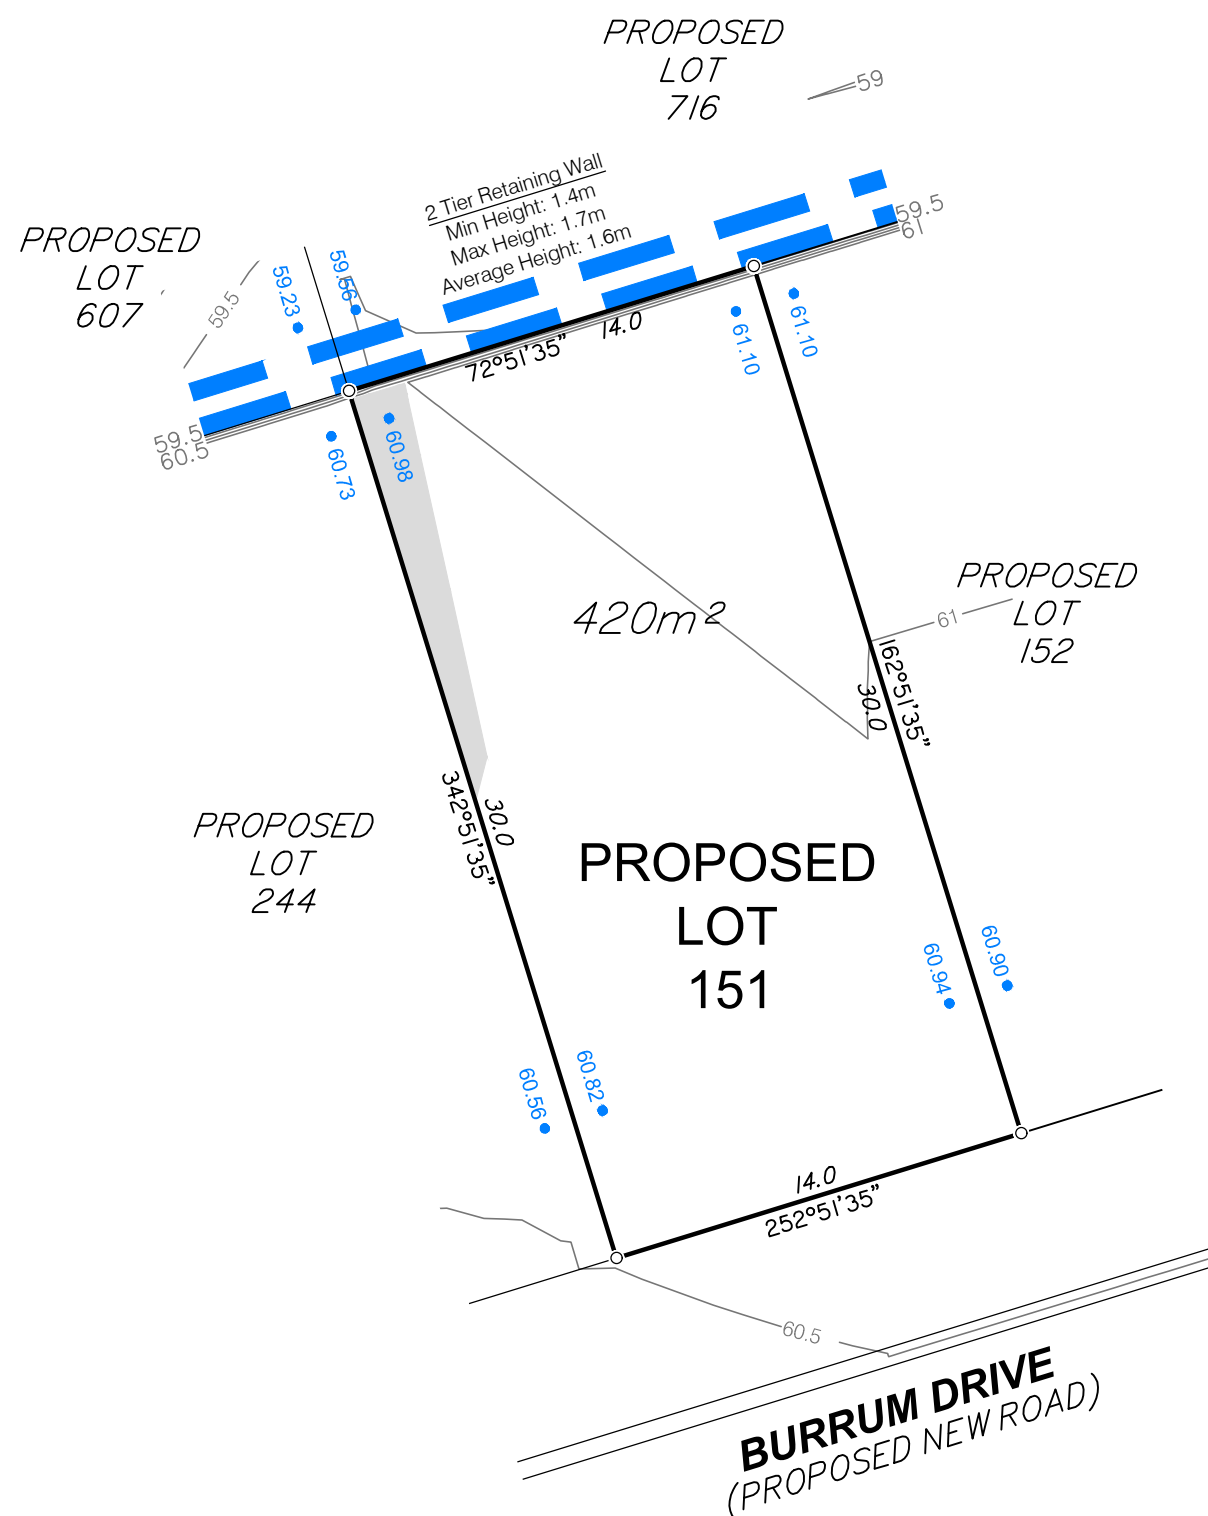 PROPOSED
LOT
716
59
2 Tier Retaining Wall
Min Height: 1.4m
Max Height: 1.7m
Average Height: 1.6m
59.5
61
PROPOSED
LOT
607
59.5
59.23
59.56
14.0
72°51'35"
61.10
61.10
59.5
60.5
60.73
60.98
420m²
PROPOSED
LOT
152
61
162°51'35"
30.0
342°51'35"
30.0
PROPOSED
LOT
244
PROPOSED
LOT
151
60.94
60.90
60.56
60.82
14.0
252°51'35"
60.5
BURRUM DRIVE
(PROPOSED NEW ROAD)